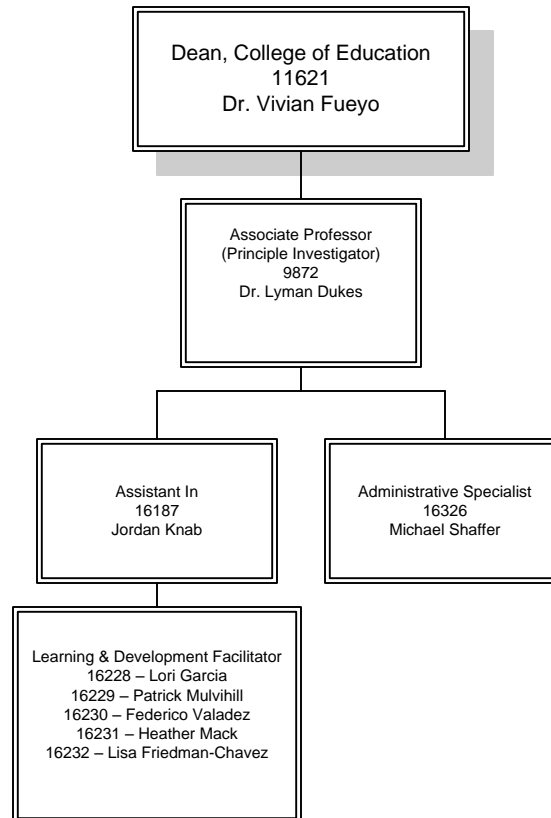 Dean, College of Education
11621
Dr. Vivian Fueyo
Associate Professor
(Principle Investigator)
9872
Dr. Lyman Dukes
Assistant In
16187
Jordan Knab
Administrative Specialist
16326
Michael Shaffer
Learning & Development Facilitator
16228 – Lori Garcia
16229 – Patrick Mulvihill
16230 – Federico Valadez
16231 – Heather Mack
16232 – Lisa Friedman-Chavez